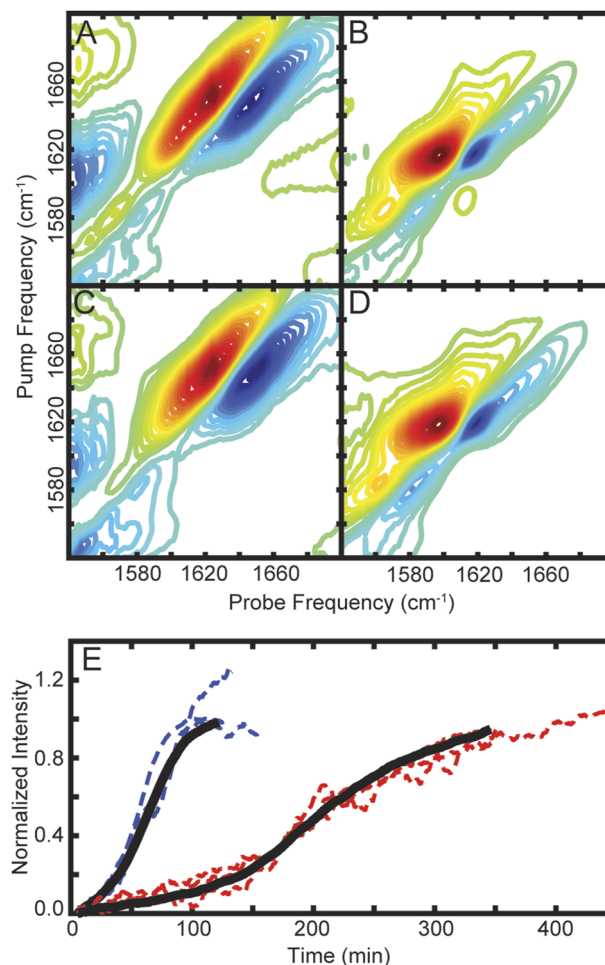 A
B
1660
1620
1580
C
D
1660
1620
1580
Pump Frequency (cm-1)
1580 1620 1660 1580 1620 1660
Probe Frequency (cm-1)
E
1.2
0.8
0.4
0.0
Normalized Intensity
0 100 200 300 400
Time (min)